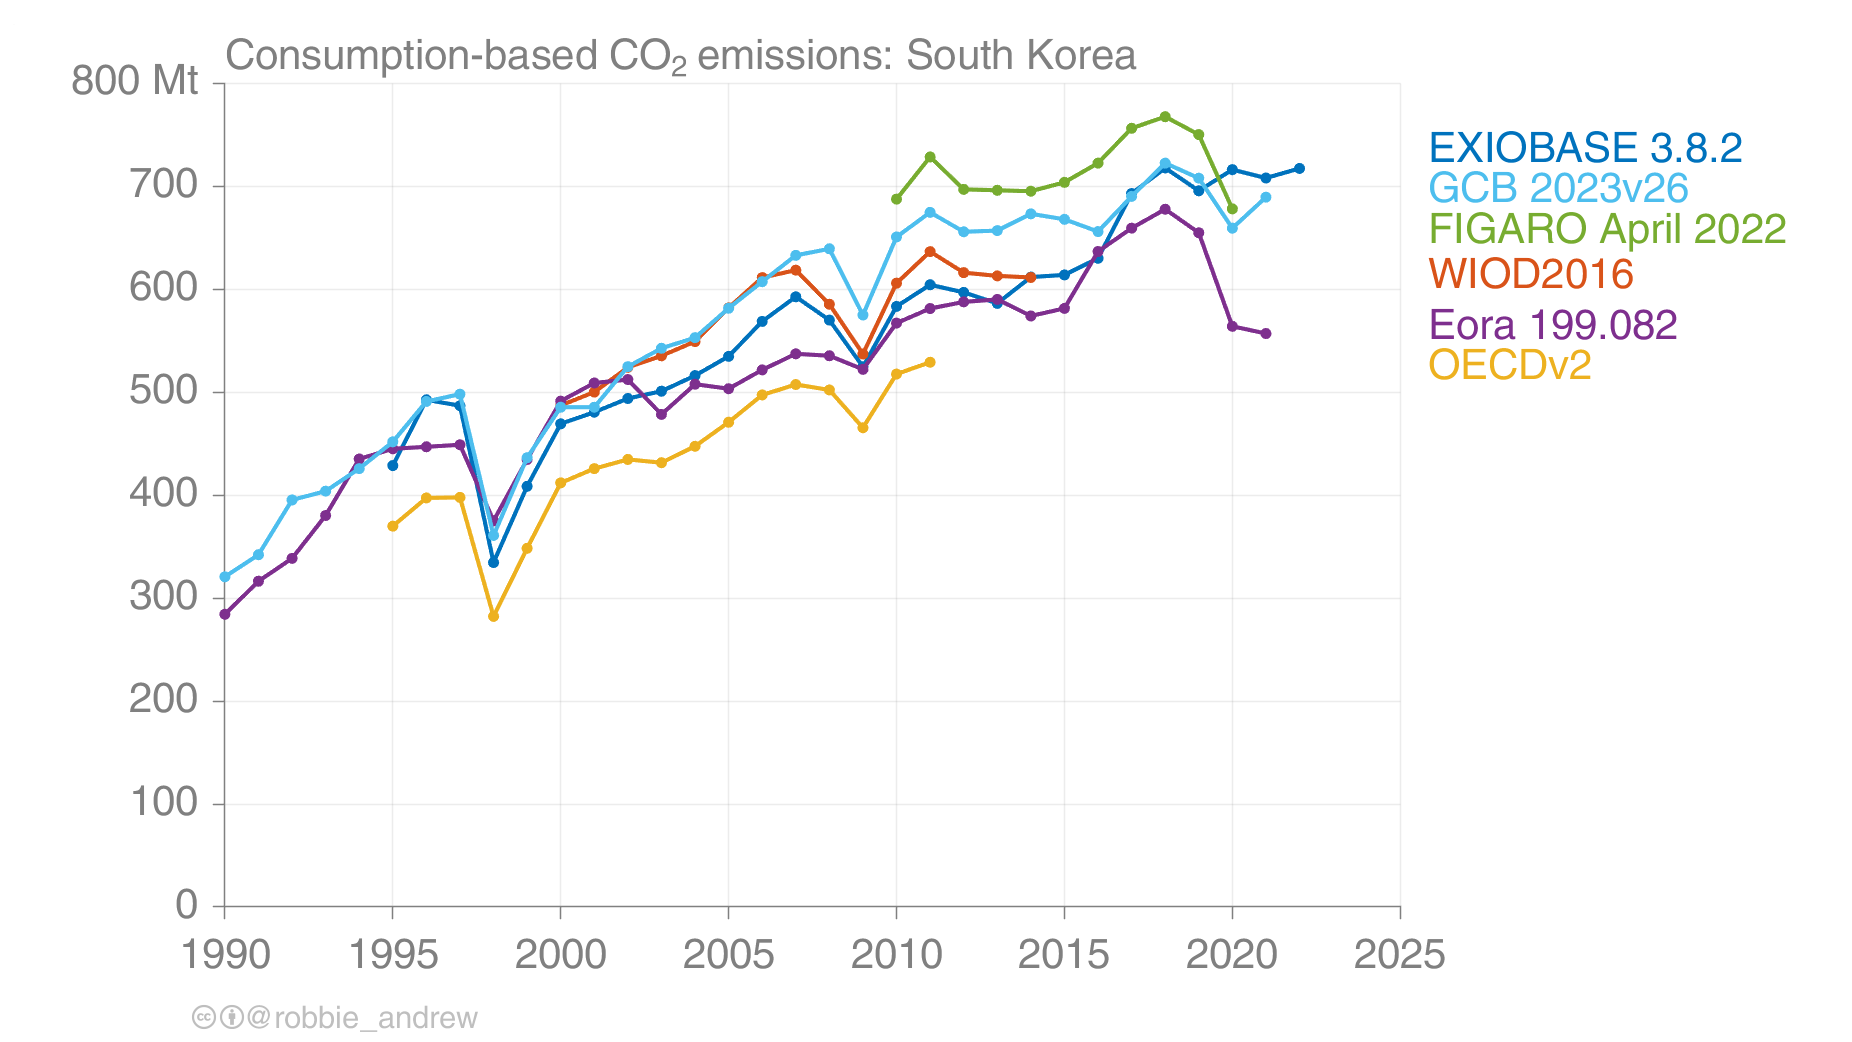 Consumption-based CO₂ emissions: South Korea
800 Mt
700
600
500
400
300
200
100
0
1990 1995 2000 2005 2010 2015 2020 2025
EXIOBASE 3.8.2
GCB 2023v26
FIGARO April 2022
WIOD2016
Eora 199.082
OECDv2
cc @robbie_andrew